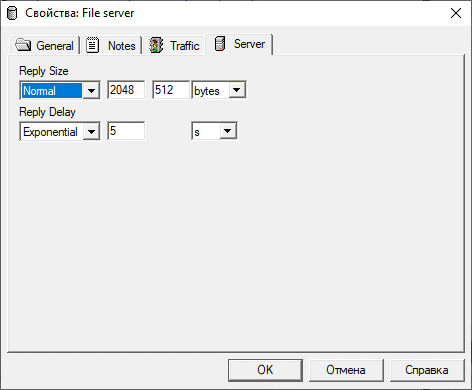 Свойства: File server
General Notes Traffic Server
Reply Size
Normal 2048 512 bytes
Reply Delay
Exponential 5 s
OK Отмена Справка